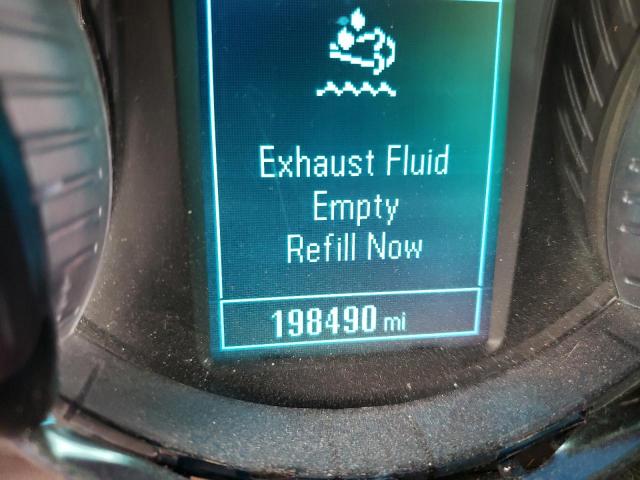 Exhaust Fluid
Empty
Refill Now
198490 mi